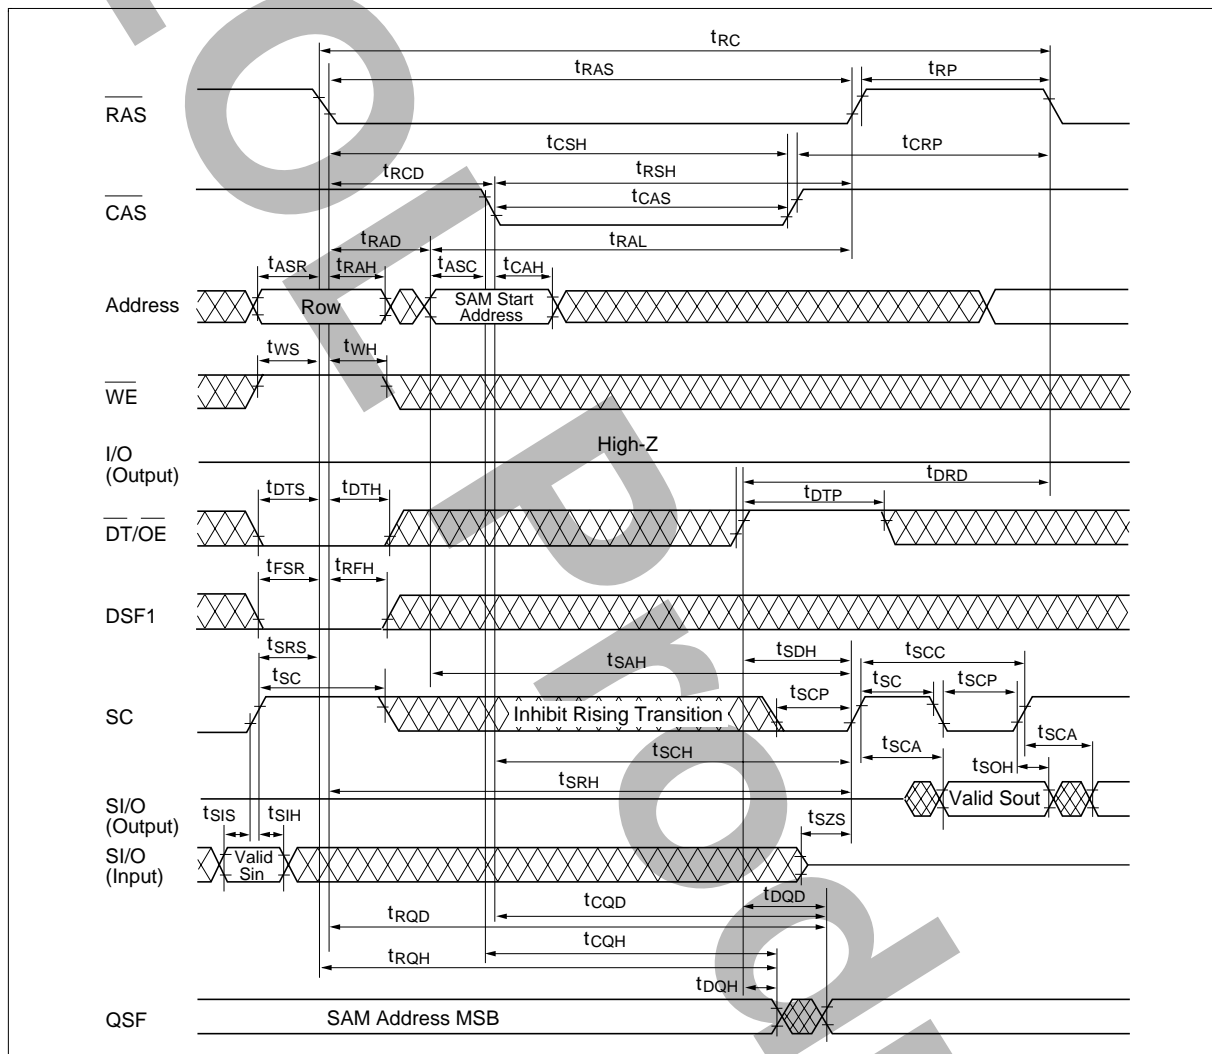 tRC
tRAS
tRP
RAS
tCSH
tCRP
tRCD
tRSH
CAS
tCAS
tRAD
tRAL
tASR
tRAH
tASC
tCAH
Address
Row
SAM Start
Address
tWS
tWH
WE
I/O
(Output)
High-Z
tDRD
tDTS
tDTH
tDTP
DT/OE
tFSR
tRFH
DSF1
tSRS
tSDH
tSAH
tSCC
tSC
tSCP
tSC
tSCP
SC
Inhibit Rising Transition
tSCH
tSCA
tSCA
tSRH
tSOH
SI/O
(Output)
Valid Sout
tSIS
tSIH
tSZS
SI/O
(Input)
Valid
Sin
tCQD
tDQD
tRQD
tCQH
tRQH
tDQH
QSF
SAM Address MSB
OL Prod